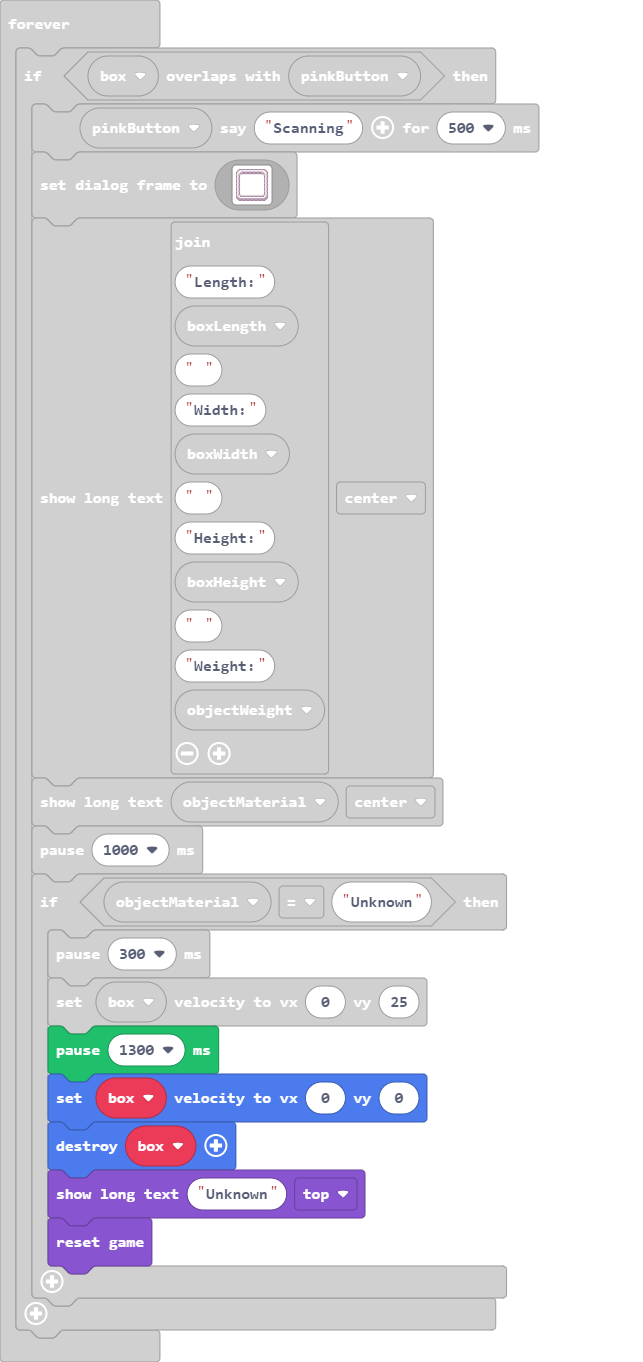 forever
if box overlaps with pinkButton then
pinkButton say "Scanning" for 500 ms
set dialog frame to
join
"Length:"
boxLength
" "
"Width:"
boxWidth
show long text " " center
"Height:"
boxHeight
" "
"Weight:"
objectWeight
show long text objectMaterial center
pause 1000 ms
if objectMaterial = "Unknown" then
pause 300 ms
set box velocity to vx 0 vy 25
pause 1300 ms
set box velocity to vx 0 vy 0
destroy box
show long text "Unknown" top
reset game